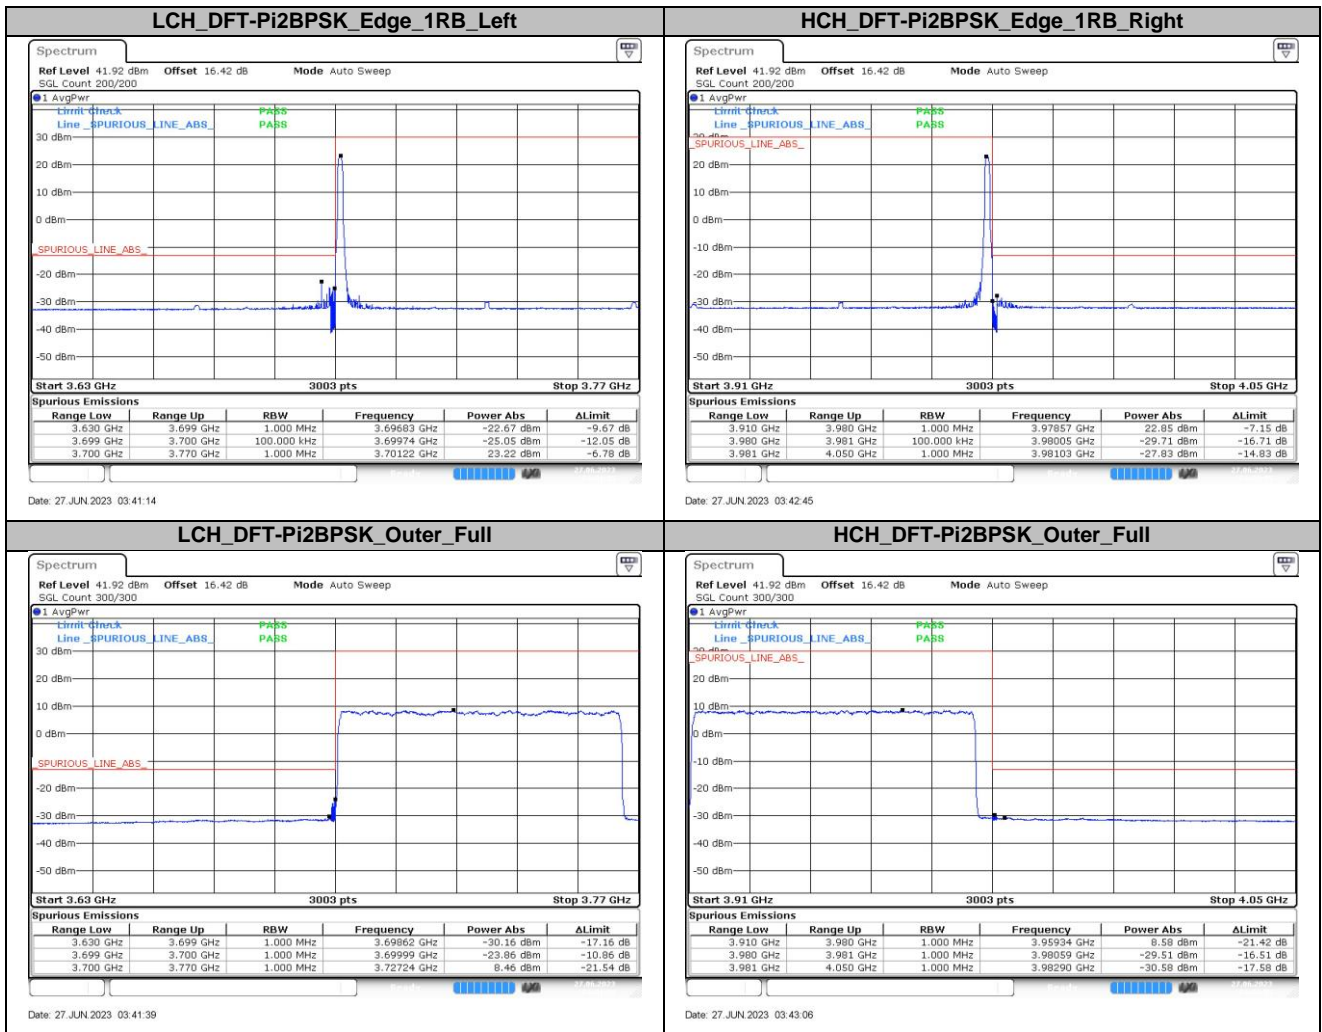 LCH_DFT-Pi2BPSK_Edge_1RB_Left
Spectrum
Ref Level 41.92 dBm Offset 16.42 dB Mode Auto Sweep
SGL Count 200/200
1 AvgPwr
Limit Check PASS
Line _SPURIOUS_LINE_ABS_ PASS
30 dBm
20 dBm
10 dBm
0 dBm
_SPURIOUS_LINE_ABS_
-20 dBm
-30 dBm
-40 dBm
-50 dBm
Start 3.63 GHz 3003 pts Stop 3.77 GHz
Spurious Emissions
Range Low Range Up RBW Frequency Power Abs ΔLimit
3.630 GHz 3.699 GHz 1.000 MHz 3.69683 GHz -22.67 dBm -9.67 dB
3.699 GHz 3.700 GHz 100.000 kHz 3.69974 GHz -25.05 dBm -12.05 dB
3.700 GHz 3.770 GHz 1.000 MHz 3.70122 GHz 23.22 dBm -6.78 dB
Date: 27.JUN.2023 03:41:14
HCH_DFT-Pi2BPSK_Edge_1RB_Right
Spectrum
Ref Level 41.92 dBm Offset 16.42 dB Mode Auto Sweep
SGL Count 200/200
1 AvgPwr
Limit Check PASS
Line _SPURIOUS_LINE_ABS_ PASS
_SPURIOUS_LINE_ABS_
20 dBm
10 dBm
0 dBm
-10 dBm
-20 dBm
-30 dBm
-40 dBm
-50 dBm
Start 3.91 GHz 3003 pts Stop 4.05 GHz
Spurious Emissions
Range Low Range Up RBW Frequency Power Abs ΔLimit
3.910 GHz 3.980 GHz 1.000 MHz 3.97857 GHz 22.85 dBm -7.15 dB
3.980 GHz 3.981 GHz 100.000 kHz 3.98005 GHz -29.71 dBm -16.71 dB
3.981 GHz 4.050 GHz 1.000 MHz 3.98103 GHz -27.83 dBm -14.83 dB
Date: 27.JUN.2023 03:42:45
LCH_DFT-Pi2BPSK_Outer_Full
Spectrum
Ref Level 41.92 dBm Offset 16.42 dB Mode Auto Sweep
SGL Count 300/300
1 AvgPwr
Limit Check PASS
Line _SPURIOUS_LINE_ABS_ PASS
30 dBm
20 dBm
10 dBm
0 dBm
_SPURIOUS_LINE_ABS_
-20 dBm
-30 dBm
-40 dBm
-50 dBm
Start 3.63 GHz 3003 pts Stop 3.77 GHz
Spurious Emissions
Range Low Range Up RBW Frequency Power Abs ΔLimit
3.630 GHz 3.699 GHz 1.000 MHz 3.69862 GHz -30.16 dBm -17.16 dB
3.699 GHz 3.700 GHz 100.000 kHz 3.69999 GHz -23.86 dBm -10.86 dB
3.700 GHz 3.770 GHz 1.000 MHz 3.72724 GHz 8.46 dBm -21.54 dB
Date: 27.JUN.2023 03:41:39
HCH_DFT-Pi2BPSK_Outer_Full
Spectrum
Ref Level 41.92 dBm Offset 16.42 dB Mode Auto Sweep
SGL Count 300/300
1 AvgPwr
Limit Check PASS
Line _SPURIOUS_LINE_ABS_ PASS
_SPURIOUS_LINE_ABS_
20 dBm
10 dBm
0 dBm
-10 dBm
-20 dBm
-30 dBm
-40 dBm
-50 dBm
Start 3.91 GHz 3003 pts Stop 4.05 GHz
Spurious Emissions
Range Low Range Up RBW Frequency Power Abs ΔLimit
3.910 GHz 3.980 GHz 1.000 MHz 3.95934 GHz 8.58 dBm -21.42 dB
3.980 GHz 3.981 GHz 100.000 kHz 3.98059 GHz -29.51 dBm -16.51 dB
3.981 GHz 4.050 GHz 1.000 MHz 3.98290 GHz -30.58 dBm -17.58 dB
Date: 27.JUN.2023 03:43:06